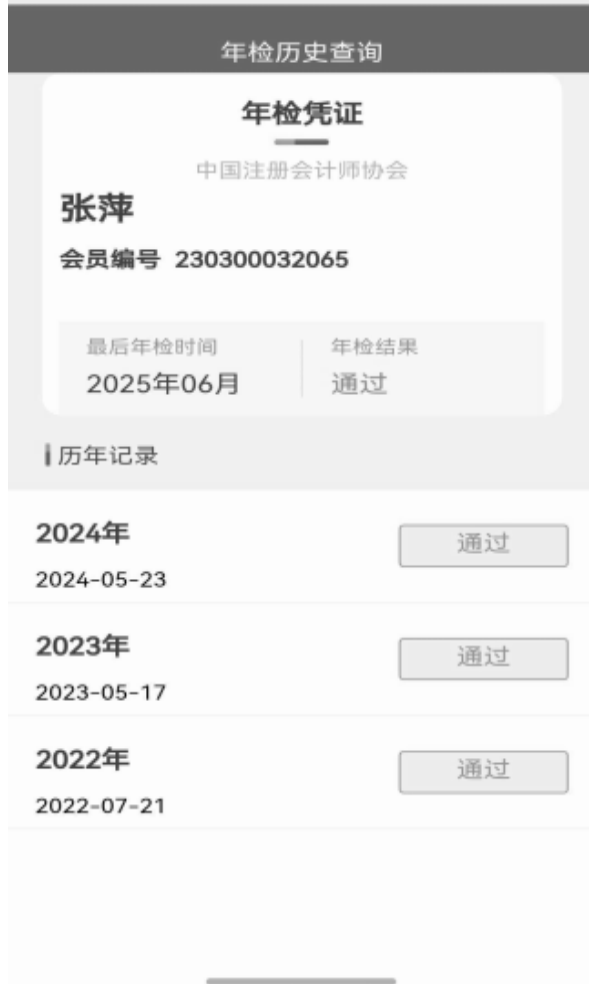 年检历史查询
年检凭证
中国注册会计师协会
张萍
会员编号 230300032065
最后年检时间 年检结果
2025年06月 通过
历年记录
2024年 通过
2024-05-23
2023年 通过
2023-05-17
2022年 通过
2022-07-21